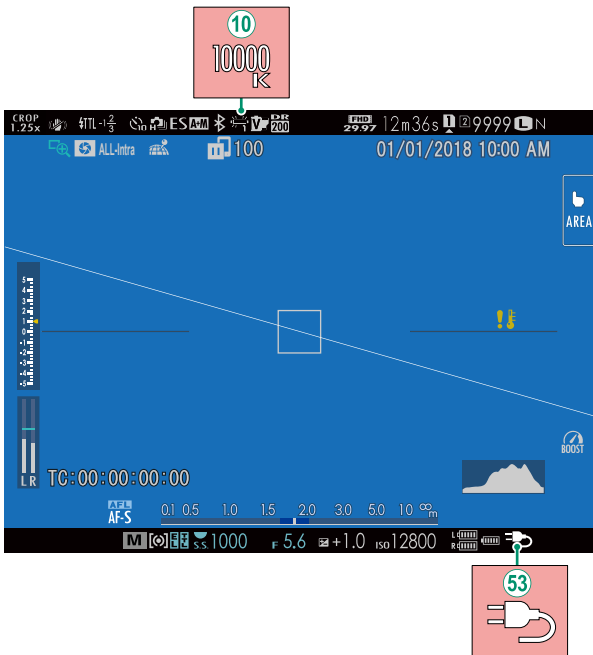 10
10000
K
CROP
1.25x
TTL -1 2/3
10 H ES A+M V DR
200
FHD
29.97 12m36s 1 2 9999 L N
ALL-Intra 100 01/01/2018 10:00 AM
AREA
5
4
3
2
1
0
-1
-2
-3
-4
-5
BOOST
L R
TC:00:00:00:00
AFL
AF-S
0.1 0.5 1.0 1.5 2.0 3.0 5.0 10 ∞m
M S.S. 1000 F 5.6 +1.0 ISO 12800 L R
53